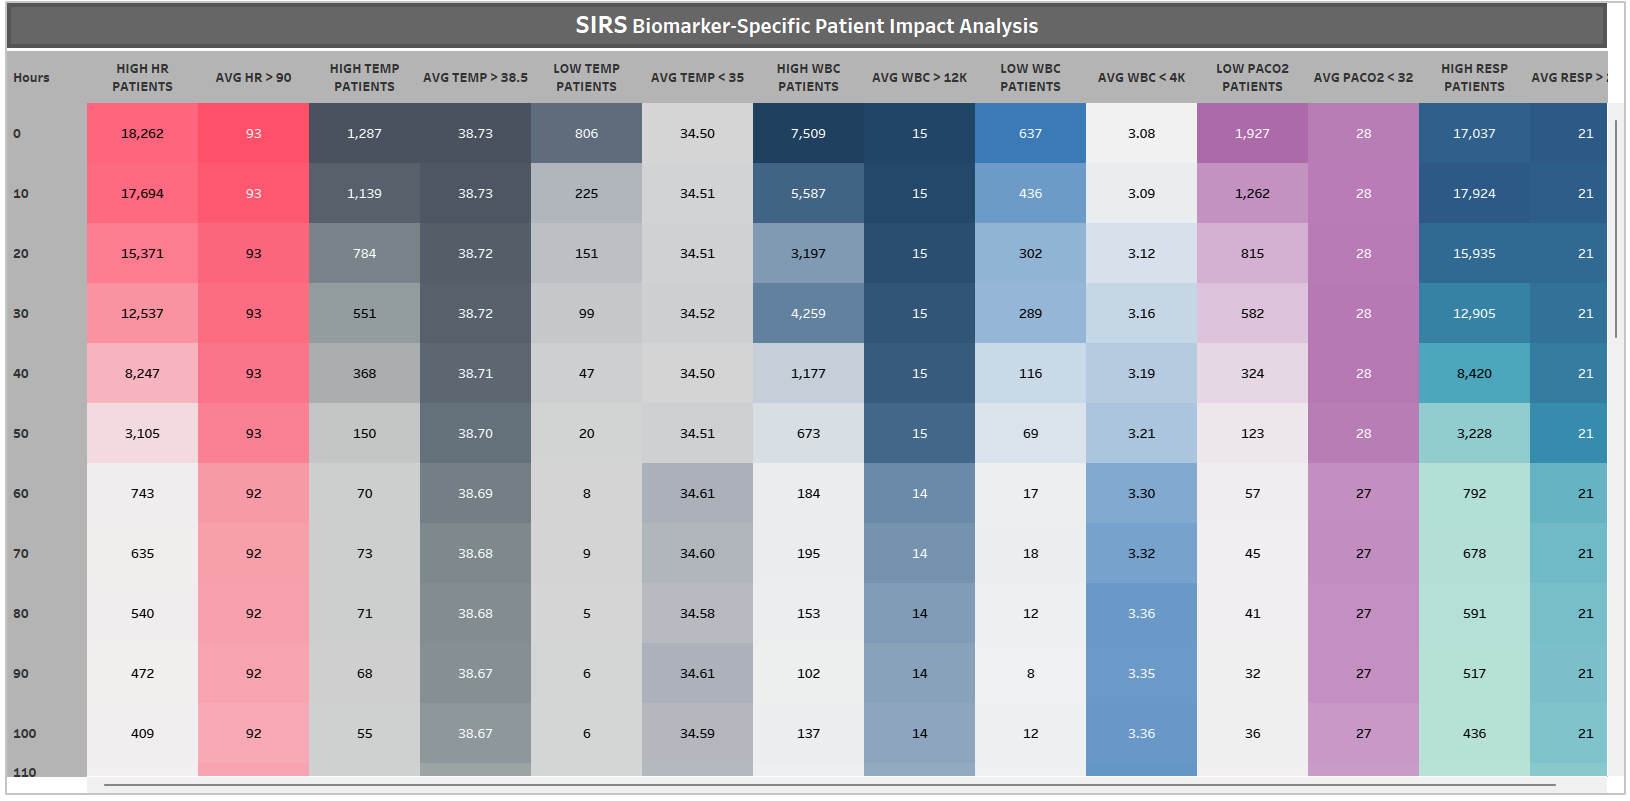 SIRS Biomarker-Specific Patient Impact Analysis
Hours HIGH HR PATIENTS AVG HR > 90 HIGH TEMP PATIENTS AVG TEMP > 38.5 LOW TEMP PATIENTS AVG TEMP < 35 HIGH WBC PATIENTS AVG WBC > 12K LOW WBC PATIENTS AVG WBC < 4K LOW PACO2 PATIENTS AVG PACO2 < 32 HIGH RESP PATIENTS AVG RESP >
0 18,262 93 1,287 38.73 806 34.50 7,509 15 637 3.08 1,927 28 17,037 21
10 17,694 93 1,139 38.73 225 34.51 5,587 15 436 3.09 1,262 28 17,924 21
20 15,371 93 784 38.72 151 34.51 3,197 15 302 3.12 815 28 15,935 21
30 12,537 93 551 38.72 99 34.52 4,259 15 289 3.16 582 28 12,905 21
40 8,247 93 368 38.71 47 34.50 1,177 15 116 3.19 324 28 8,420 21
50 3,105 93 150 38.70 20 34.51 673 15 69 3.21 123 28 3,228 21
60 743 92 70 38.69 8 34.61 184 14 17 3.30 57 27 792 21
70 635 92 73 38.68 9 34.60 195 14 18 3.32 45 27 678 21
80 540 92 71 38.68 5 34.58 153 14 12 3.36 41 27 591 21
90 472 92 68 38.67 6 34.61 102 14 8 3.35 32 27 517 21
100 409 92 55 38.67 6 34.59 137 14 12 3.36 36 27 436 21
110